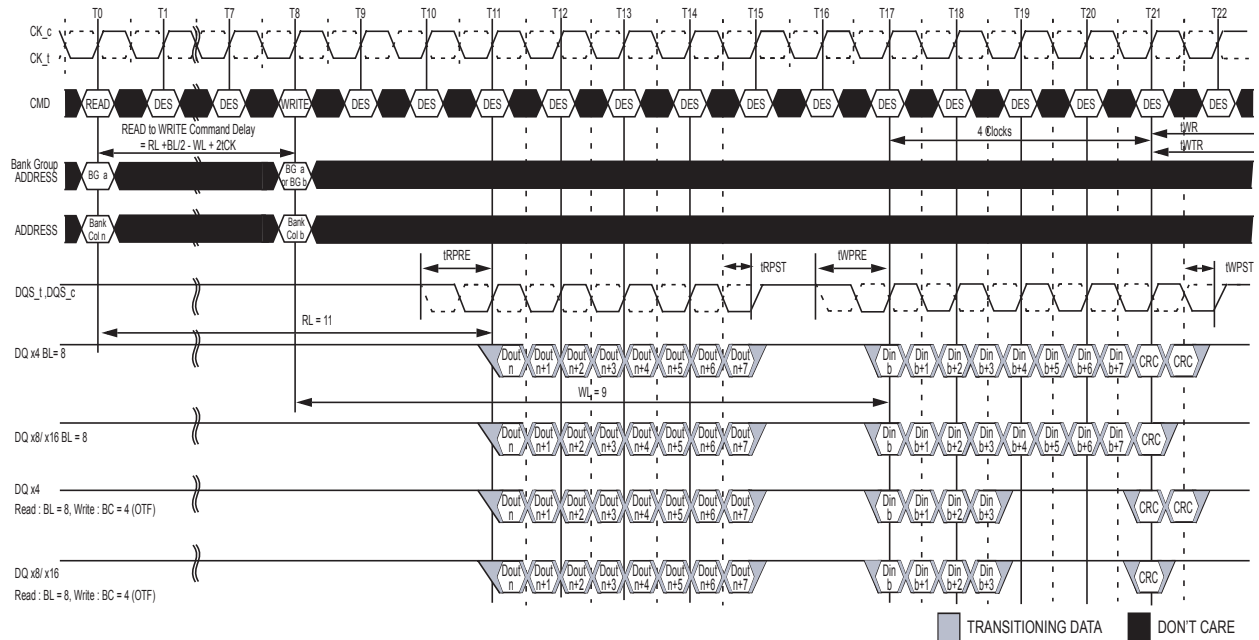 T0 T1 T7 T8 T9 T10 T11 T12 T13 T14 T15 T16 T17 T18 T19 T20 T21 T22
CK_c
CK_t
CMD READ DES DES WRITE DES DES DES DES DES DES DES DES DES DES DES DES DES DES
READ to WRITE Command Delay
= RL +BL/2 - WL + 2tCK
4 Clocks
tWR
tWTR
Bank Group
ADDRESS
BG a
BG a
or BG b
ADDRESS
Bank
Col n
Bank
Col b
tRPRE
tRPST
tWPRE
tWPST
DQS_t ,DQS_c
RL = 11
DQ x4 BL= 8
Dout n Dout n+1 Dout n+2 Dout n+3 Dout n+4 Dout n+5 Dout n+6 Dout n+7 Din b Din b+1 Din b+2 Din b+3 Din b+4 Din b+5 Din b+6 Din b+7 CRC CRC
WL = 9
DQ x8/ x16 BL = 8
Dout n Dout n+1 Dout n+2 Dout n+3 Dout n+4 Dout n+5 Dout n+6 Dout n+7 Din b Din b+1 Din b+2 Din b+3 Din b+4 Din b+5 Din b+6 Din b+7 CRC
DQ x4
Read : BL = 8, Write : BC = 4 (OTF)
Dout n Dout n+1 Dout n+2 Dout n+3 Dout n+4 Dout n+5 Dout n+6 Dout n+7 Din b Din b+1 Din b+2 Din b+3 CRC CRC
DQ x8/ x16
Read : BL = 8, Write : BC = 4 (OTF)
Dout n Dout n+1 Dout n+2 Dout n+3 Dout n+4 Dout n+5 Dout n+6 Dout n+7 Din b Din b+1 Din b+2 Din b+3 CRC
TRANSITIONING DATA
DON'T CARE